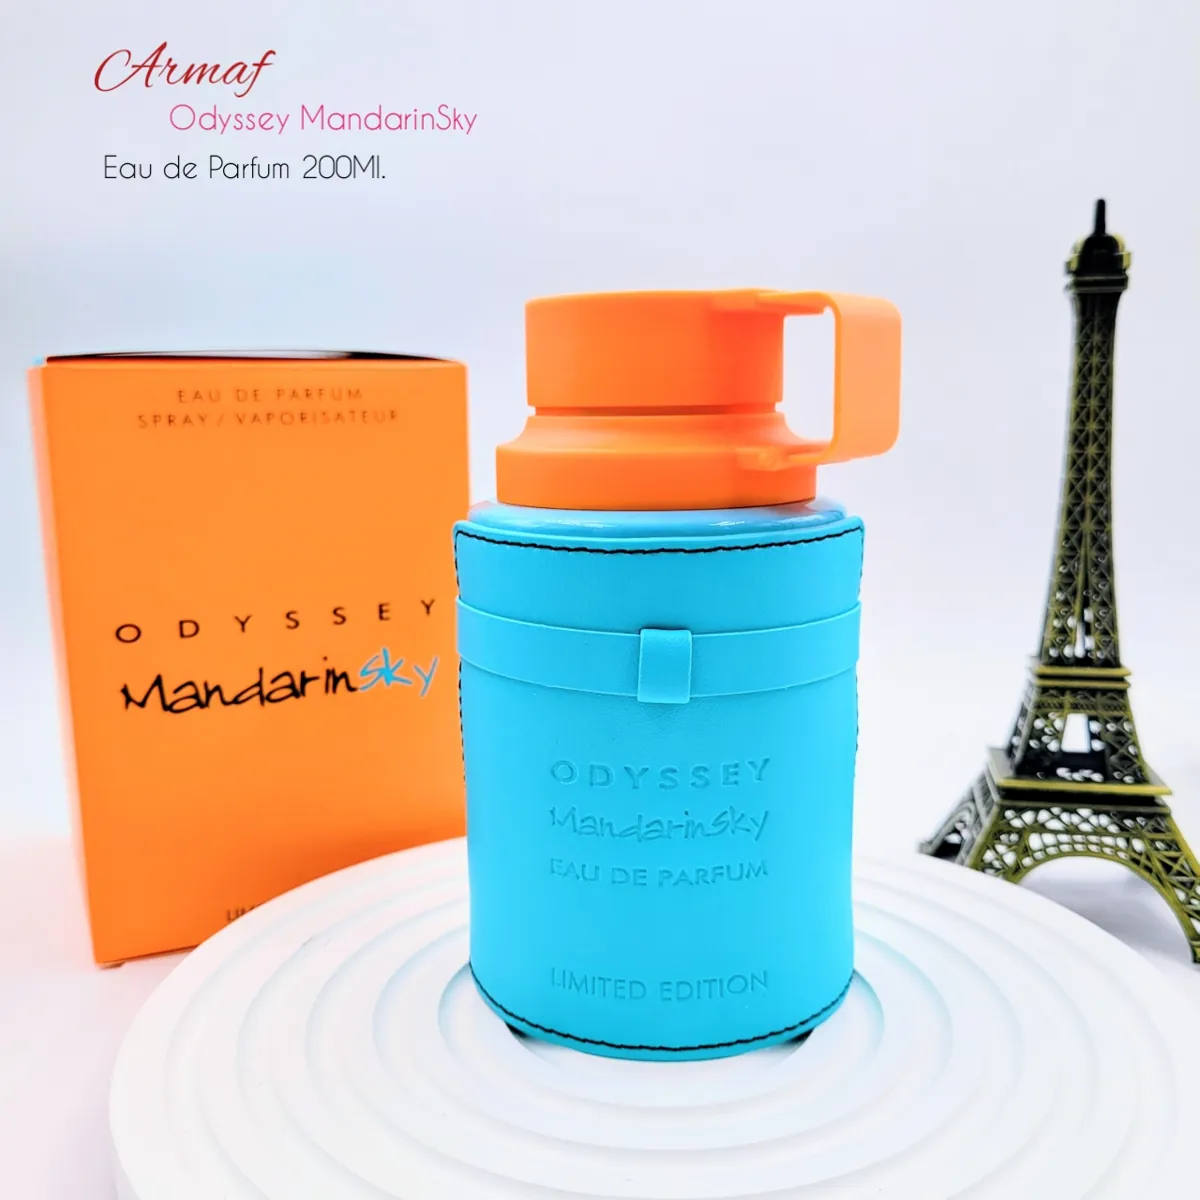 Armaf
Odyssey MandarinSky
Eau de Parfum 200Ml.
EAU DE PARFUM
SPRAY / VAPORISATEUR
ODYSSEY
Mandarinsky
ODYSSEY
Mandarinsky
EAU DE PARFUM
LIMITED EDITION